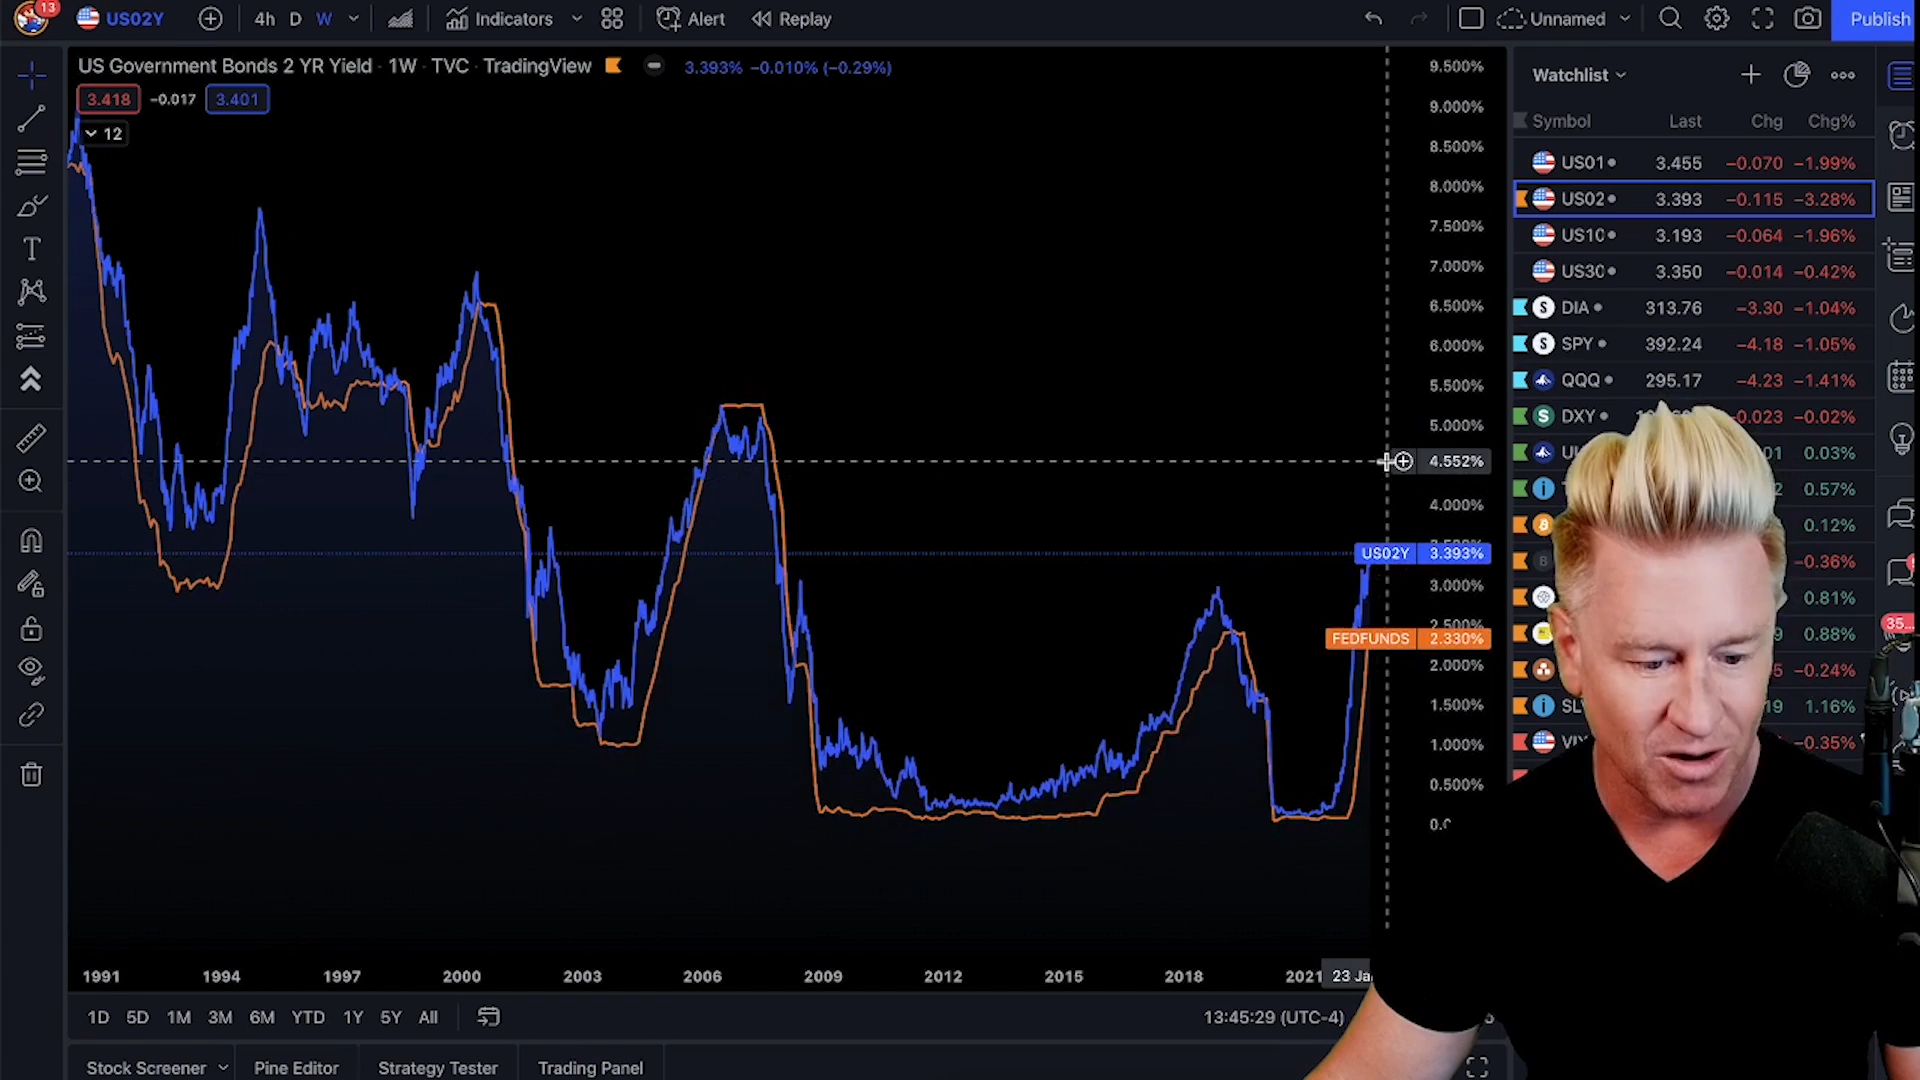 13
US02Y
4h D W
Indicators
Alert
Replay
Unnamed
Publish
US Government Bonds 2 YR Yield · 1W · TVC · TradingView
3.393% −0.010% (−0.29%)
3.418 −0.017 3.401
12
9.500%
9.000%
8.500%
8.000%
7.500%
7.000%
6.500%
6.000%
5.500%
5.000%
4.552%
4.000%
US02Y 3.393%
3.000%
2.500%
FEDFUNDS 2.330%
2.000%
1.500%
1.000%
0.500%
1991 1994 1997 2000 2003 2006 2009 2012 2015 2018 2021
1D 5D 1M 3M 6M YTD 1Y 5Y All
13:45:29 (UTC-4)
Stock Screener
Pine Editor
Strategy Tester
Trading Panel
Watchlist
Symbol Last Chg Chg%
US01 3.455 −0.070 −1.99%
US02 3.393 −0.115 −3.28%
US10 3.193 −0.064 −1.96%
US30 3.350 −0.014 −0.42%
DIA 313.76 −3.30 −1.04%
SPY 392.24 −4.18 −1.05%
QQQ 295.17 −4.23 −1.41%
DXY −0.02%
0.03%
0.57%
0.12%
−0.36%
0.81%
0.88%
−0.24%
1.16%
−0.35%